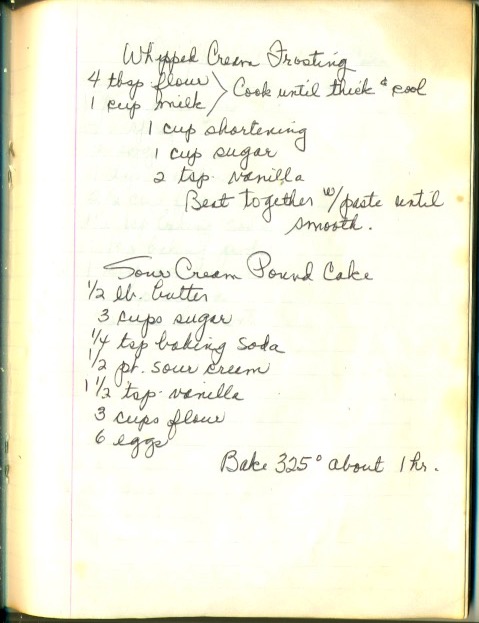 Whipped Cream Frosting
4 tbsp flour
1 cup milk } Cook until thick & cool
1 cup shortening
1 cup sugar
2 tsp. vanilla
Beat together w/paste until
smooth.
Sour Cream Pound Cake
1/2 lb. butter
3 cups sugar
1/4 tsp baking soda
1/2 pt. sour cream
1 1/2 tsp. vanilla
3 cups flour
6 eggs
Bake 325° about 1 hr.